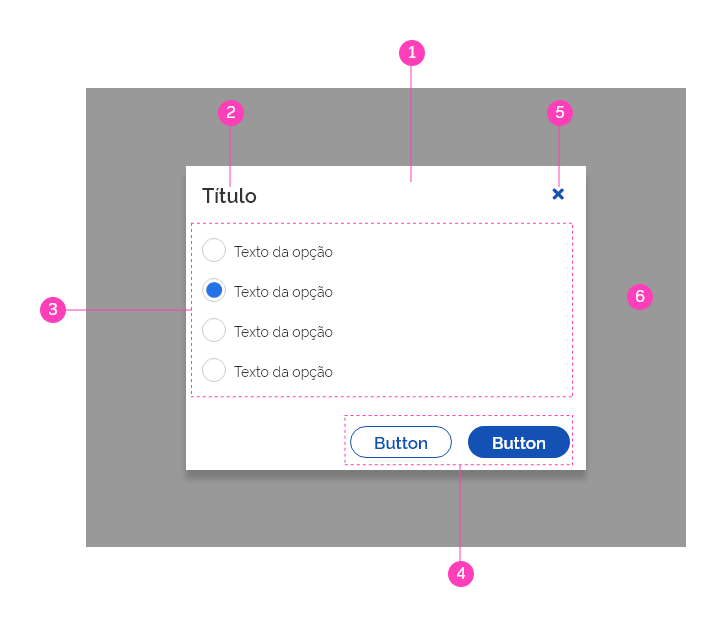 1
2
5
Título
Texto da opção
Texto da opção
6
3
Texto da opção
Texto da opção
Button
Button
4